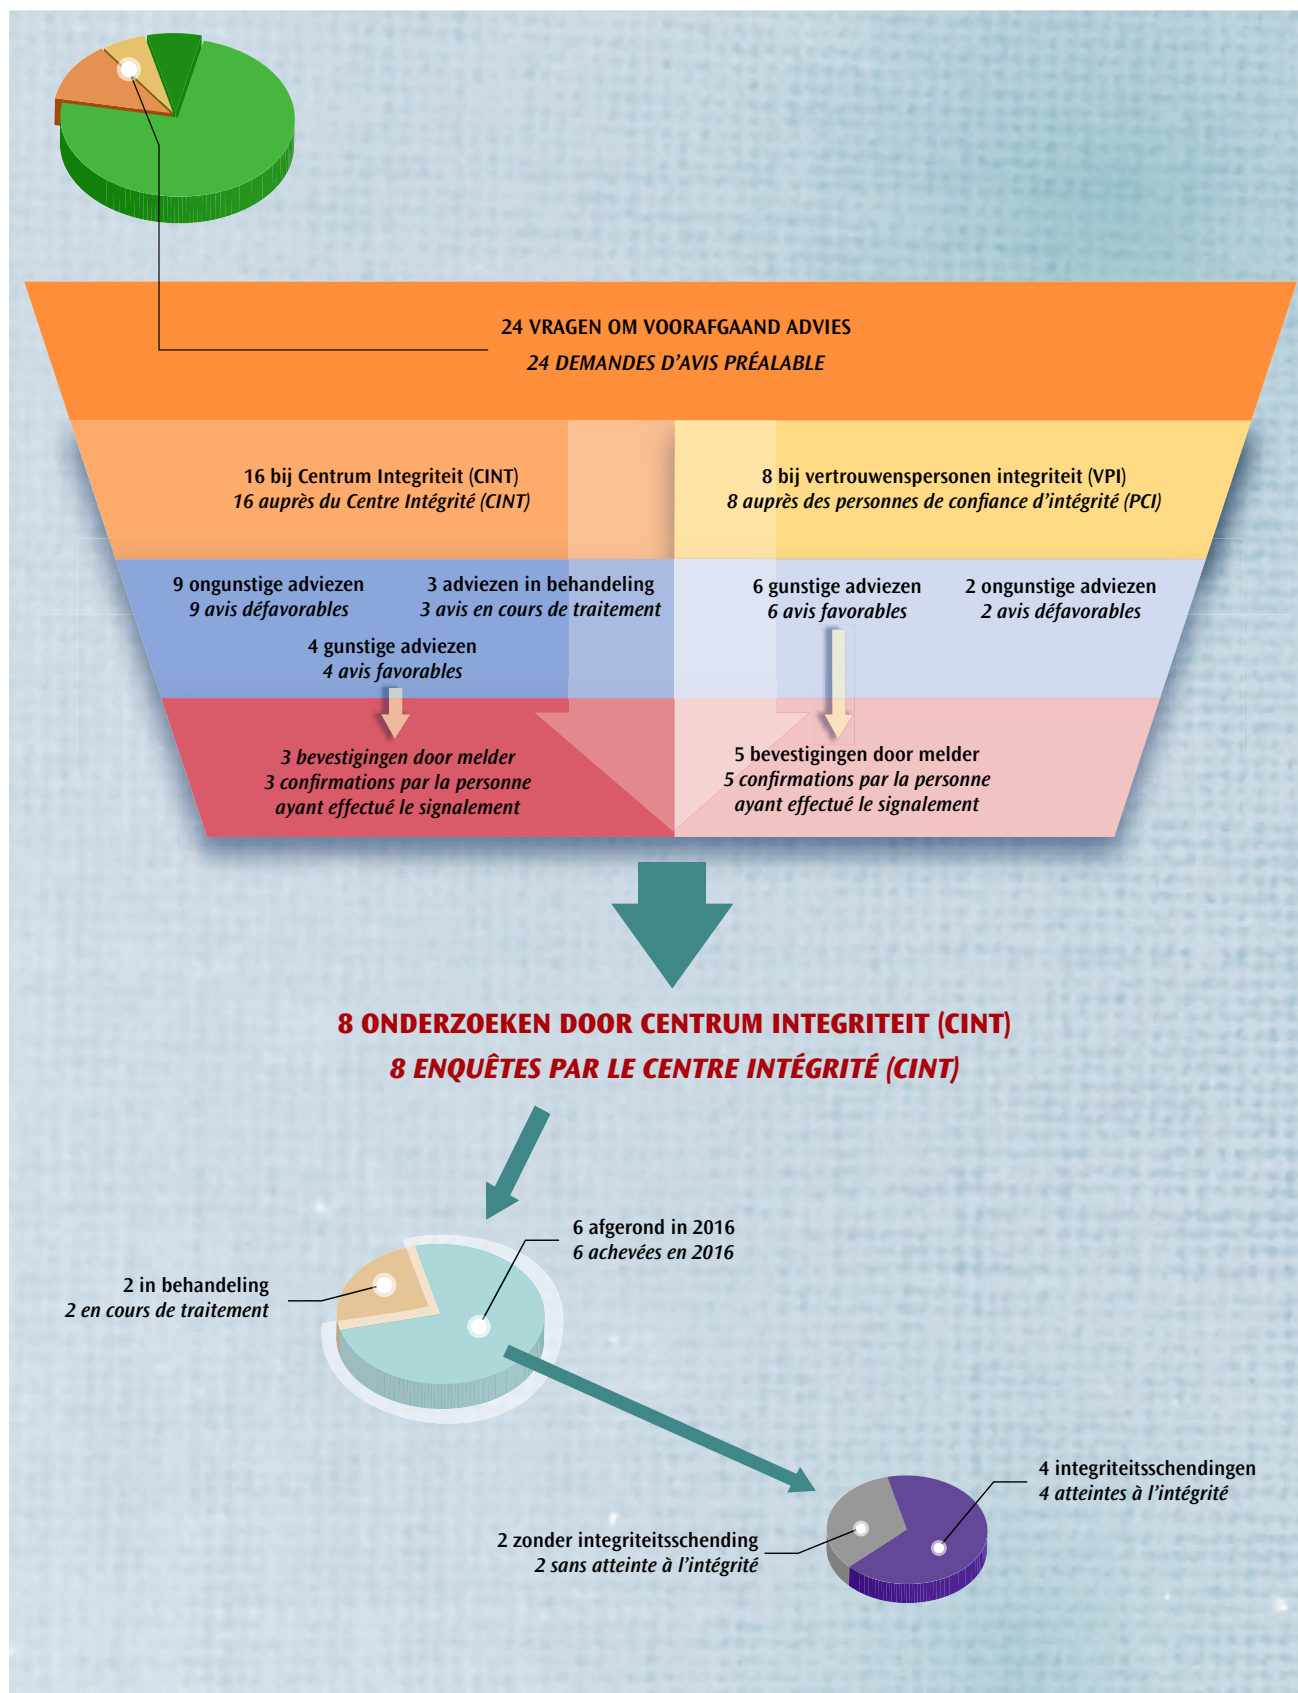 24 VRAGEN OM VOORAFGAAND ADVIES
24 DEMANDES D'AVIS PRÉALABLE
16 bij Centrum Integriteit (CINT)
16 auprès du Centre Intégrité (CINT)
8 bij vertrouwenspersonen integriteit (VPI)
8 auprès des personnes de confiance d'intégrité (PCI)
9 ongunstige adviezen
9 avis défavorables
3 adviezen in behandeling
3 avis en cours de traitement
4 gunstige adviezen
4 avis favorables
6 gunstige adviezen
6 avis favorables
2 ongunstige adviezen
2 avis défavorables
3 bevestigingen door melder
3 confirmations par la personne
ayant effectué le signalement
5 bevestigingen door melder
5 confirmations par la personne
ayant effectué le signalement
8 ONDERZOEKEN DOOR CENTRUM INTEGRITEIT (CINT)
8 ENQUÊTES PAR LE CENTRE INTÉGRITÉ (CINT)
6 afgerond in 2016
6 achevées en 2016
2 in behandeling
2 en cours de traitement
4 integriteitsschendingen
4 atteintes à l'intégrité
2 zonder integriteitsschending
2 sans atteinte à l'intégrité